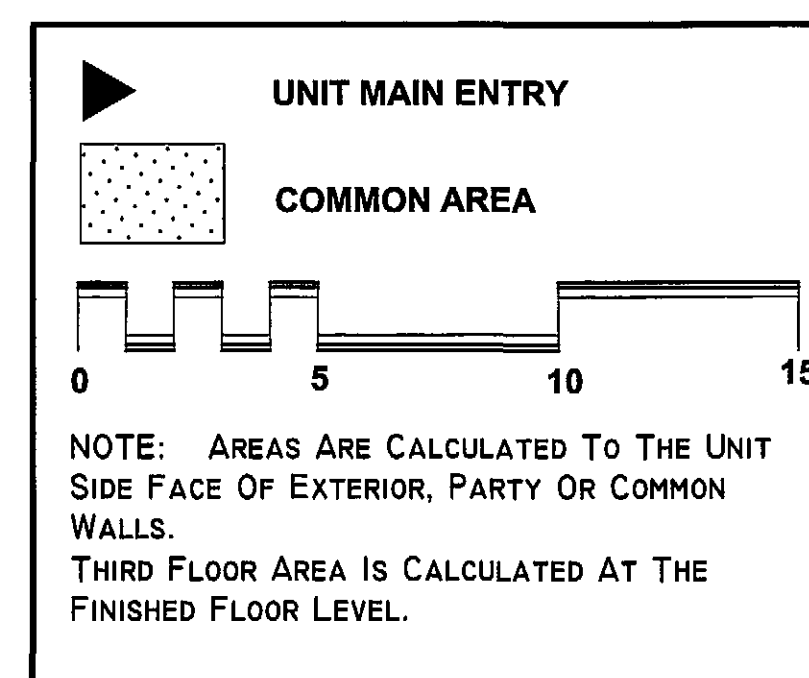 UNIT MAIN ENTRY
COMMON AREA
0 5 10 15
NOTE: AREAS ARE CALCULATED TO THE UNIT
SIDE FACE OF EXTERIOR, PARTY OR COMMON
WALLS.
THIRD FLOOR AREA IS CALCULATED AT THE
FINISHED FLOOR LEVEL.